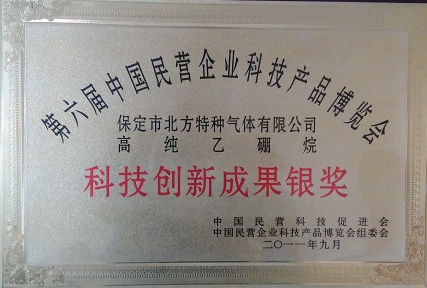 第六届中国民营企业科技产品博览会
保定市北方特种气体有限公司
高纯乙硼烷
科技创新成果银奖
中国民营科技促进会
中国民营企业科技产品博览会组委会
二〇一一年九月